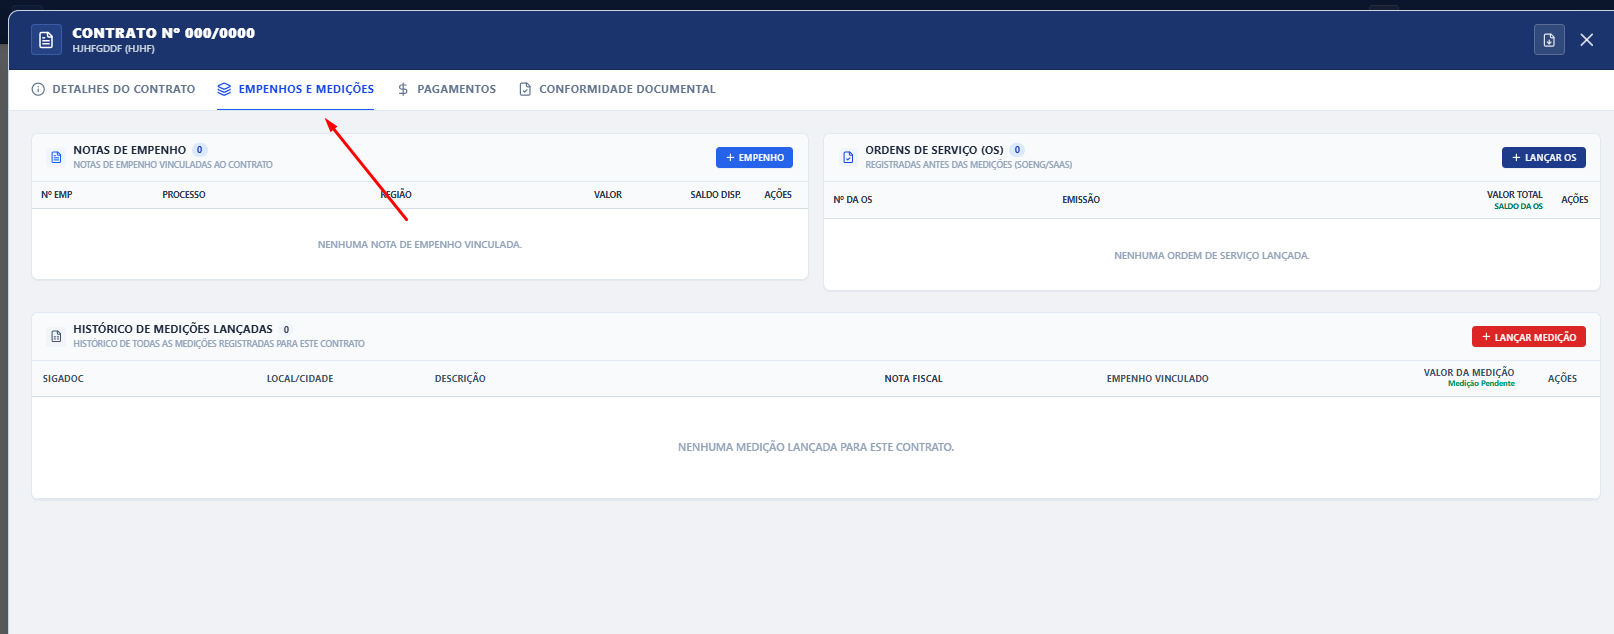 CONTRATO Nº 000/0000
HJHFGDDF (HJHF)
DETALHES DO CONTRATO
EMPENHOS E MEDIÇÕES
PAGAMENTOS
CONFORMIDADE DOCUMENTAL
NOTAS DE EMPENHO 0
NOTAS DE EMPENHO VINCULADAS AO CONTRATO
+ EMPENHO
Nº EMP PROCESSO REGIÃO VALOR SALDO DISP. AÇÕES
NENHUMA NOTA DE EMPENHO VINCULADA.
ORDENS DE SERVIÇO (OS) 0
REGISTRADAS ANTES DAS MEDIÇÕES (SOENG/SAAS)
+ LANÇAR OS
Nº DA OS EMISSÃO VALOR TOTAL AÇÕES
SALDO DA OS
NENHUMA ORDEM DE SERVIÇO LANÇADA.
HISTÓRICO DE MEDIÇÕES LANÇADAS 0
HISTÓRICO DE TODAS AS MEDIÇÕES REGISTRADAS PARA ESTE CONTRATO
+ LANÇAR MEDIÇÃO
SIGADOC LOCAL/CIDADE DESCRIÇÃO NOTA FISCAL EMPENHO VINCULADO VALOR DA MEDIÇÃO AÇÕES
Medição Pendente
NENHUMA MEDIÇÃO LANÇADA PARA ESTE CONTRATO.